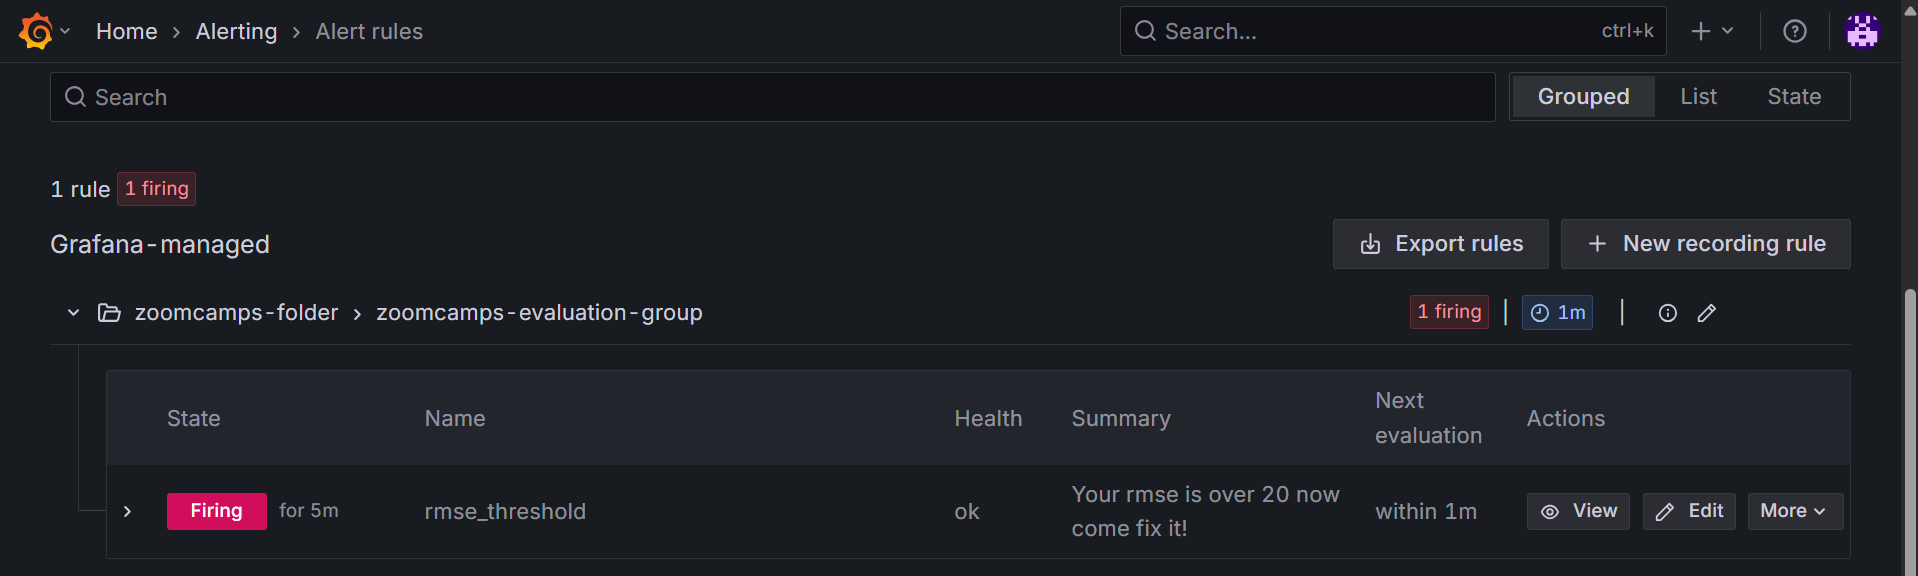 Home > Alerting > Alert rules
Search... ctrl+k
Search
Grouped List State
1 rule 1 firing
Grafana-managed
Export rules + New recording rule
zoomcamps-folder > zoomcamps-evaluation-group 1 firing | 1m |
State Name Health Summary Next evaluation Actions
Firing for 5m rmse_threshold ok Your rmse is over 20 now come fix it! within 1m View Edit More